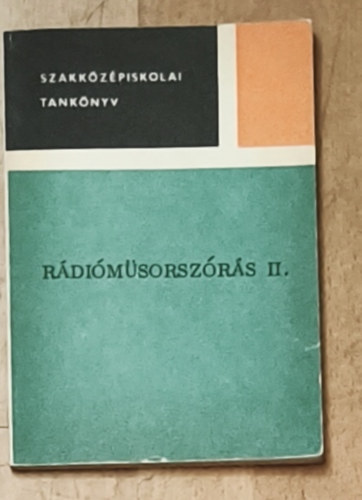 SZAKKÖZÉPISKOLAI
TANKÖNYV
RÁDIÓMŰSORSZÓRÁS II.